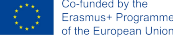 Co-funded by the
Erasmus+ Programme
of the European Union